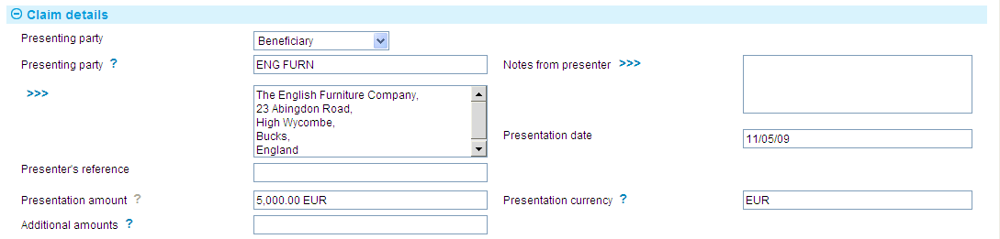 Claim details
Presenting party
Beneficiary
Presenting party ?
ENG FURN
Notes from presenter >>>
>>>
The English Furniture Company,
23 Abingdon Road,
High Wycombe,
Bucks,
England
Presentation date
11/05/09
Presenter's reference
Presentation amount ?
5,000.00 EUR
Presentation currency ?
EUR
Additional amounts ?